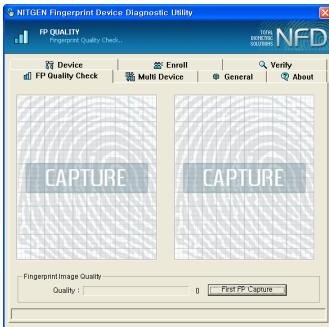 NITGEN Fingerprint Device Diagnostic Utility
FP QUALITY
Fingerprint Quality Check...
TOTAL
BIOMETRIC
SOLUTIONS
NFD
Device Enroll Verify
FP Quality Check Multi Device General About
CAPTURE CAPTURE
Fingerprint Image Quality
Quality : 0 First FP Capture